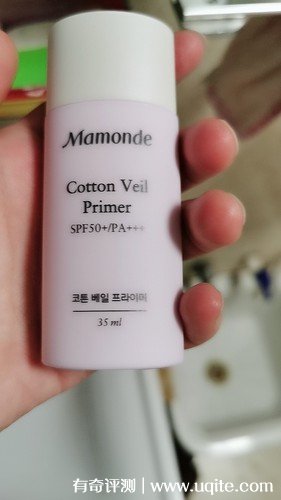 Mamonde
Cotton Veil
Primer
SPF50+/PA+++
코튼 베일 프라이머
35 ml
有奇评测 | www.uqite.com